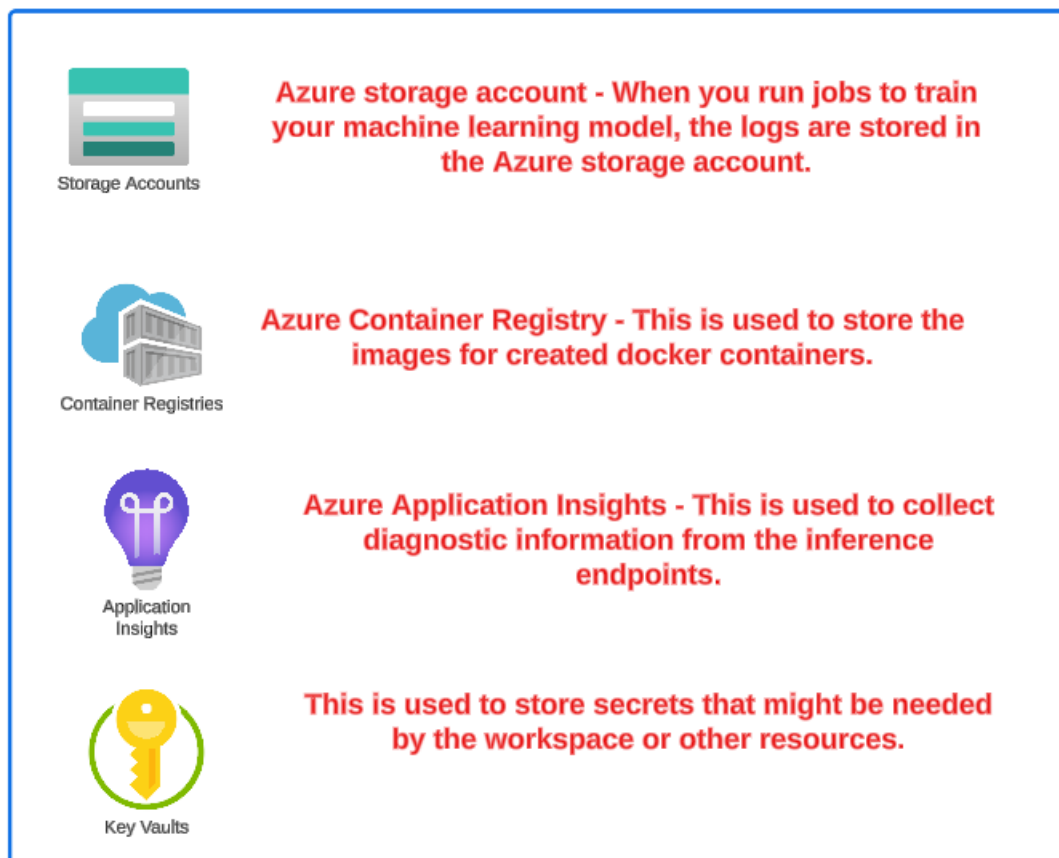 Azure storage account - When you run jobs to train
your machine learning model, the logs are stored in
the Azure storage account.
Storage Accounts
Azure Container Registry - This is used to store the
images for created docker containers.
Container Registries
Azure Application Insights - This is used to collect
diagnostic information from the inference
endpoints.
Application
Insights
This is used to store secrets that might be needed
by the workspace or other resources.
Key Vaults